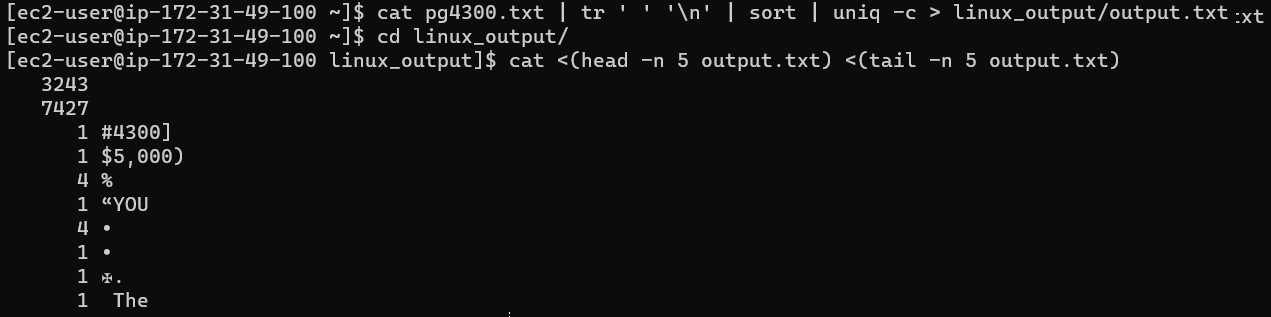 [ec2-user@ip-172-31-49-100 ~]$ cat pg4300.txt | tr ' ' '\n' | sort | uniq -c > linux_output/output.txt:xt
[ec2-user@ip-172-31-49-100 ~]$ cd linux_output/
[ec2-user@ip-172-31-49-100 linux_output]$ cat <(head -n 5 output.txt) <(tail -n 5 output.txt)
3243
7427
1 #4300]
1 $5,000)
4 %
1 “YOU
4 •
1 •
1 ✠.
1  The